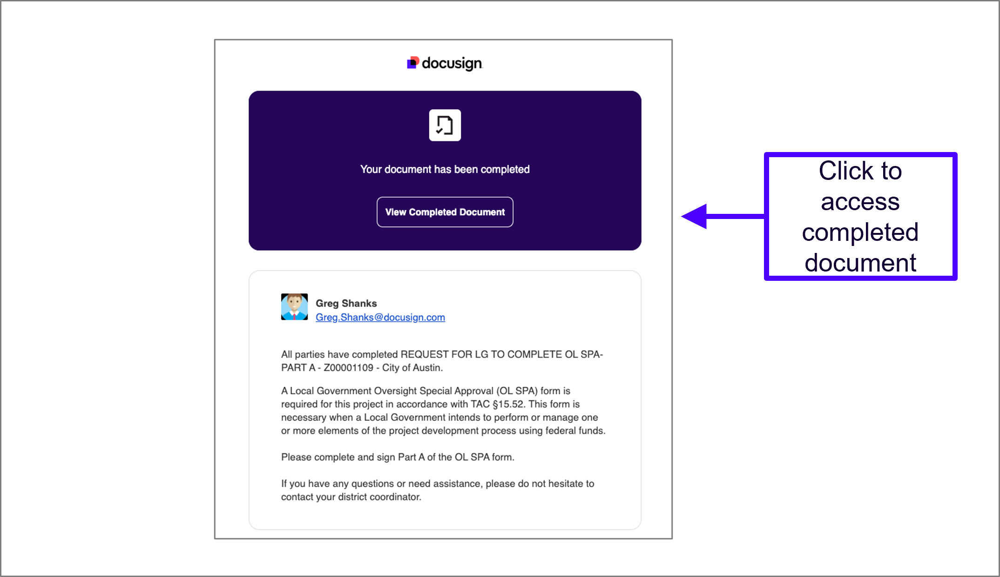 docusign
Your document has been completed
View Completed Document
Click to
access
completed
document
Greg Shanks
Greg.Shanks@docusign.com
All parties have completed REQUEST FOR LG TO COMPLETE OL SPA-
PART A - Z00001109 - City of Austin.
A Local Government Oversight Special Approval (OL SPA) form is
required for this project in accordance with TAC §15.52. This form is
necessary when a Local Government intends to perform or manage one
or more elements of the project development process using federal funds.
Please complete and sign Part A of the OL SPA form.
If you have any questions or need assistance, please do not hesitate to
contact your district coordinator.